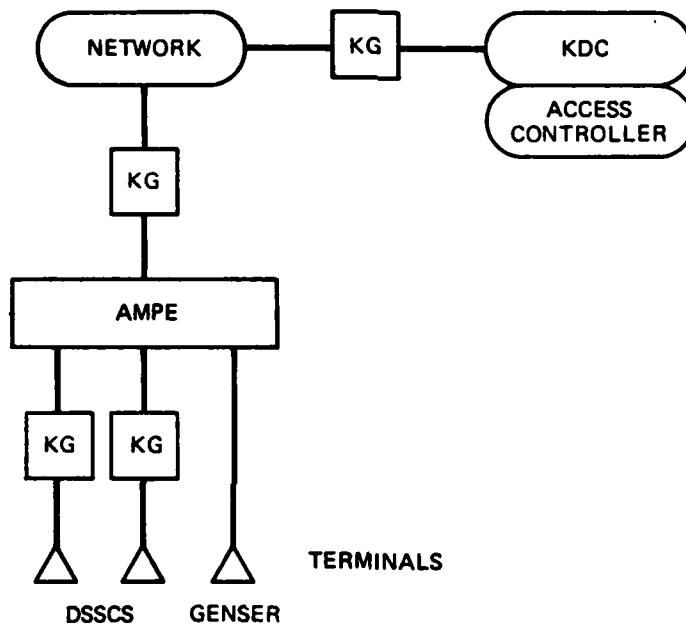 NETWORK
KG
KDC
ACCESS
CONTROLLER
KG
AMPE
KG
KG
TERMINALS
DSSCS
GENSER